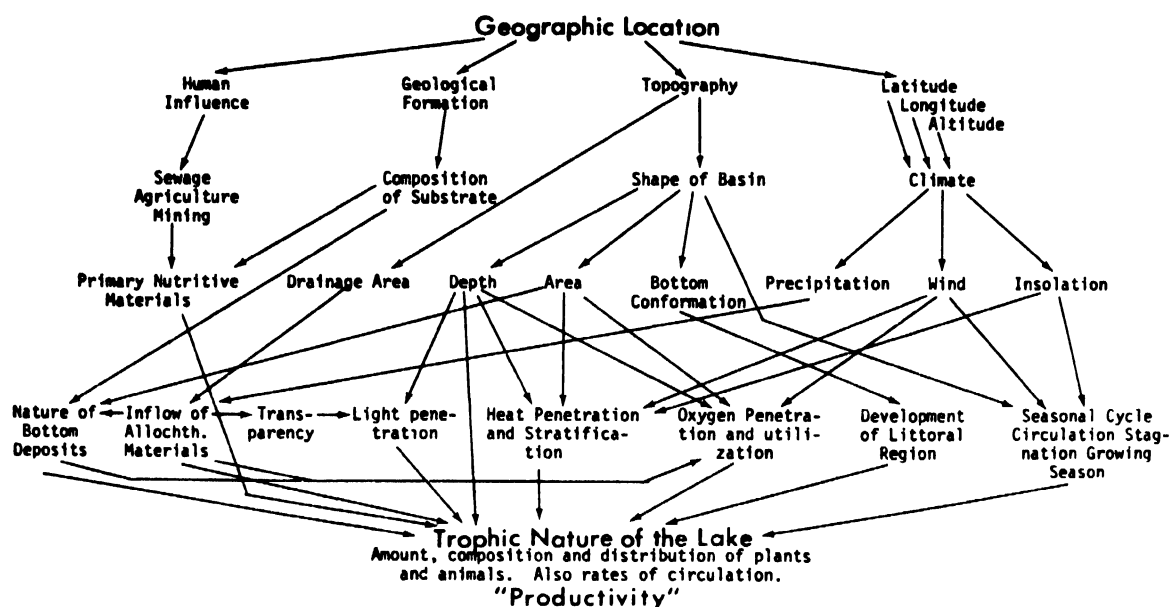 Geographic Location
Human
Influence
Geological
Formation
Topography
Latitude
Longitude
Altitude
Sewage
Agriculture
Mining
Composition
of Substrate
Shape of Basin
Climate
Primary Nutritive
Materials
Drainage Area
Depth
Area
Bottom
Conformation
Precipitation
Wind
Insolation
Nature of
Bottom
Deposits
Inflow of
Allochth.
Materials
Trans-
parency
Light pene-
tration
Heat Penetration
and Stratifica-
tion
Oxygen Penetra-
tion and utili-
zation
Development
of Littoral
Region
Seasonal Cycle
Circulation Stag-
nation Growing
Season
Trophic Nature of the Lake
Amount, composition and distribution of plants
and animals. Also rates of circulation.
"Productivity"